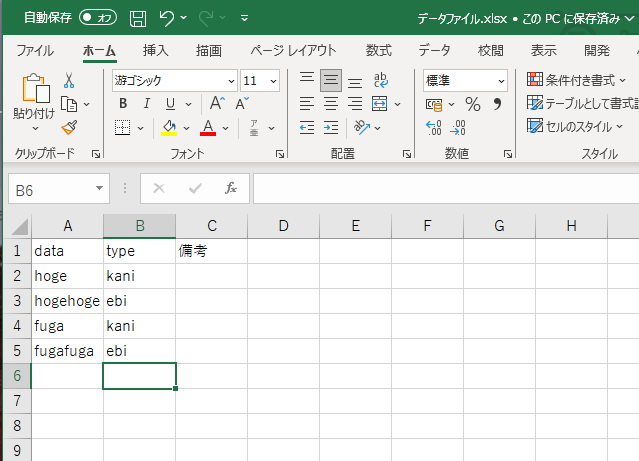 自動保存 オフ データファイル.xlsx • この PC に保存済み
ファイル ホーム 挿入 描画 ページ レイアウト 数式 データ 校閲 表示 開発
游ゴシック 11 標準 条件付き書式
貼り付け B I U A A ab テーブルとして書式設
A ア亜 % 9 .00 セルのスタイル
クリップボード フォント 配置 数値 スタイル
B6 fx
A B C D E F G H
1 data type 備考
2 hoge kani
3 hogehoge ebi
4 fuga kani
5 fugafuga ebi
6
7
8
9